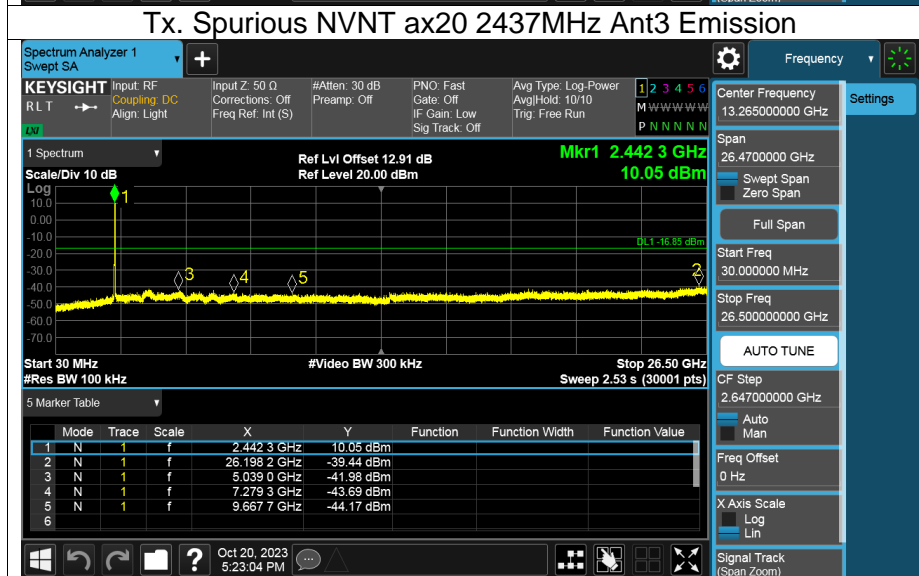 (Span Zoom)
Tx. Spurious NVNT ax20 2437MHz Ant3 Emission
Spectrum Analyzer 1
Swept SA
+
Frequency
KEYSIGHT
RLT
LXI
Input: RF
Coupling: DC
Align: Light
Input Z: 50 Ω
Corrections: Off
Freq Ref: Int (S)
#Atten: 30 dB
Preamp: Off
PNO: Fast
Gate: Off
IF Gain: Low
Sig Track: Off
Avg Type: Log-Power
Avg|Hold: 10/10
Trig: Free Run
1 2 3 4 5 6
M W W W W W
P N N N N N
Center Frequency
13.265000000 GHz
Settings
Span
26.4700000 GHz
Swept Span
Zero Span
Full Span
Start Freq
30.000000 MHz
Stop Freq
26.500000000 GHz
AUTO TUNE
CF Step
2.647000000 GHz
Auto
Man
Freq Offset
0 Hz
X Axis Scale
Log
Lin
Signal Track
(Span Zoom)
1 Spectrum
Scale/Div 10 dB
Ref Lvl Offset 12.91 dB
Ref Level 20.00 dBm
Mkr1 2.442 3 GHz
10.05 dBm
Log
10.0
0.00
-10.0
-20.0
-30.0
-40.0
-50.0
-60.0
-70.0
1
3
4
5
2
DL1 -16.85 dBm
Start 30 MHz
#Res BW 100 kHz
#Video BW 300 kHz
Stop 26.50 GHz
Sweep 2.53 s (30001 pts)
5 Marker Table
Mode Trace Scale X Y Function Function Width Function Value
1 N 1 f 2.442 3 GHz 10.05 dBm
2 N 1 f 26.198 2 GHz -39.44 dBm
3 N 1 f 5.039 0 GHz -41.98 dBm
4 N 1 f 7.279 3 GHz -43.69 dBm
5 N 1 f 9.667 7 GHz -44.17 dBm
6
?
Oct 20, 2023
5:23:04 PM